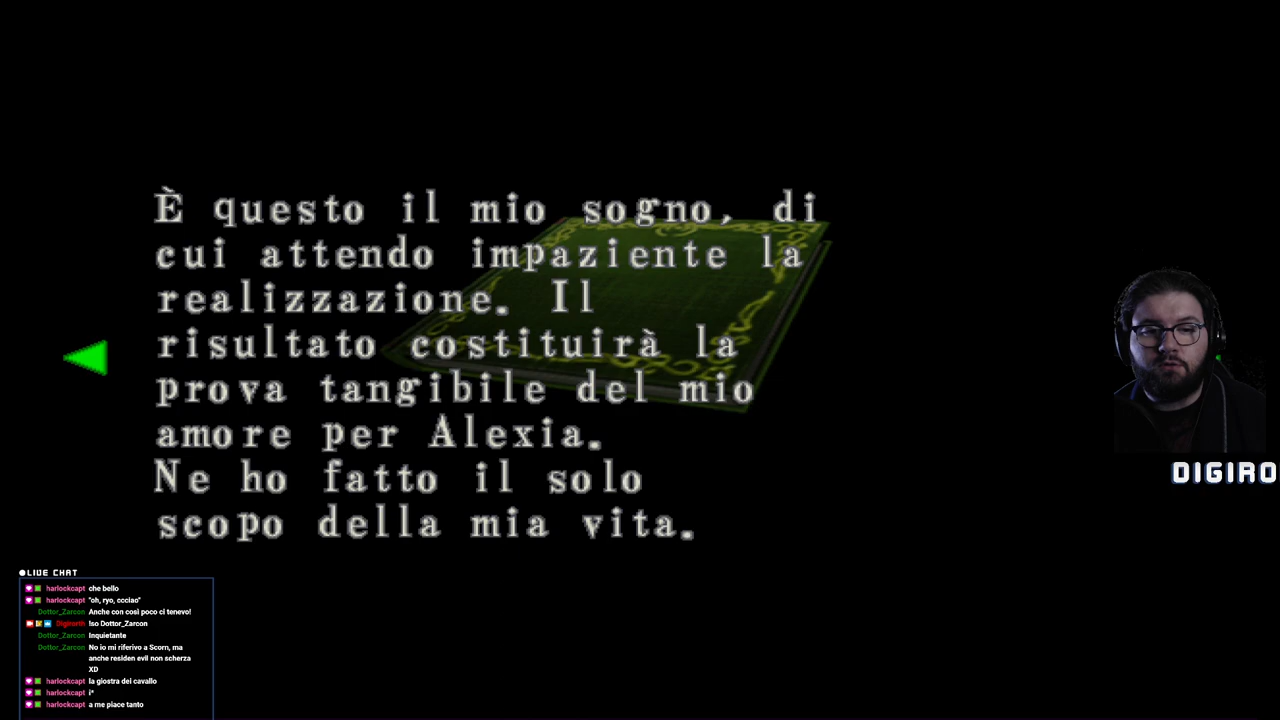 È questo il mio sogno, di
cui attendo impaziente la
realizzazione. Il
risultato costituirà la
prova tangibile del mio
amore per Alexia.
Ne ho fatto il solo
scopo della mia vita.
DIGIRO
LIVE CHAT
harlockcapt che bello
harlockcapt "oh, ryo, ccciao"
Dottor_Zarcon Anche con così poco ci tenevo!
Digiroth !so Dottor_Zarcon
Dottor_Zarcon Inquietante
Dottor_Zarcon No io mi riferivo a Scorn, ma
anche residen evil non scherza
XD
harlockcapt la giostra dei cavallo
harlockcapt i*
harlockcapt a me piace tanto